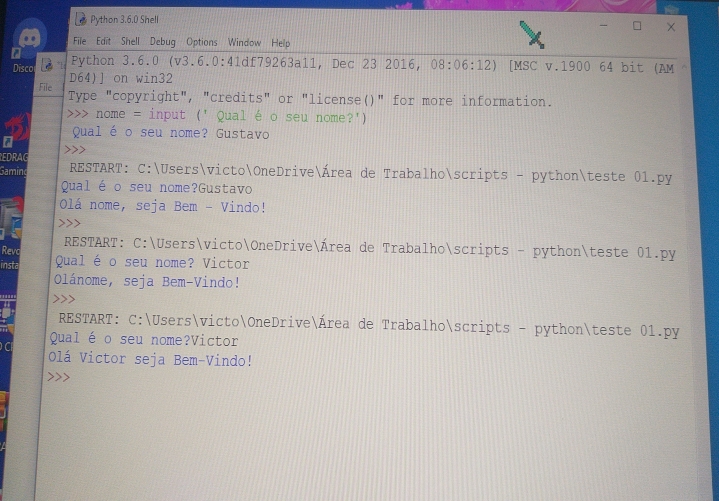 Python 3.6.0 Shell
File Edit Shell Debug Options Window Help
Disco
File
Python 3.6.0 (v3.6.0:41df79263a11, Dec 23 2016, 08:06:12) [MSC v.1900 64 bit (AM
D64)] on win32
Type "copyright", "credits" or "license()" for more information.
>>> nome = input (' Qual é o seu nome?')
Qual é o seu nome? Gustavo
>>>
RESTART: C:\Users\victo\OneDrive\Área de Trabalho\scripts - python\teste 01.py
Qual é o seu nome?Gustavo
Olá nome, seja Bem - Vindo!
>>>
RESTART: C:\Users\victo\OneDrive\Área de Trabalho\scripts - python\teste 01.py
Qual é o seu nome? Victor
Olánome, seja Bem-Vindo!
>>>
RESTART: C:\Users\victo\OneDrive\Área de Trabalho\scripts - python\teste 01.py
Qual é o seu nome?Victor
Olá Victor seja Bem-Vindo!
>>>
REDRAG
Gaming
Revo
insta